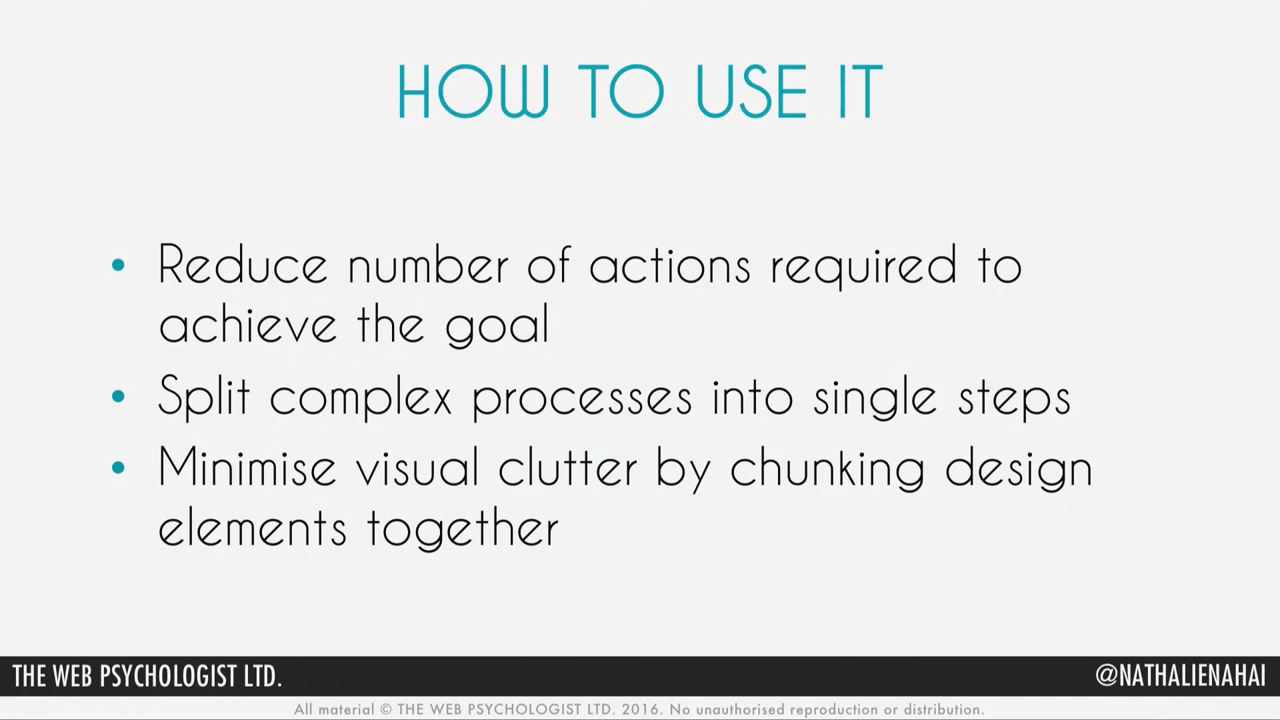 HOW TO USE IT
• Reduce number of actions required to
achieve the goal
• Split complex processes into single steps
• Minimise visual clutter by chunking design
elements together
THE WEB PSYCHOLOGIST LTD.
@NATHALIENAHAI
All material © THE WEB PSYCHOLOGIST LTD. 2016. No unauthorised reproduction or distribution.